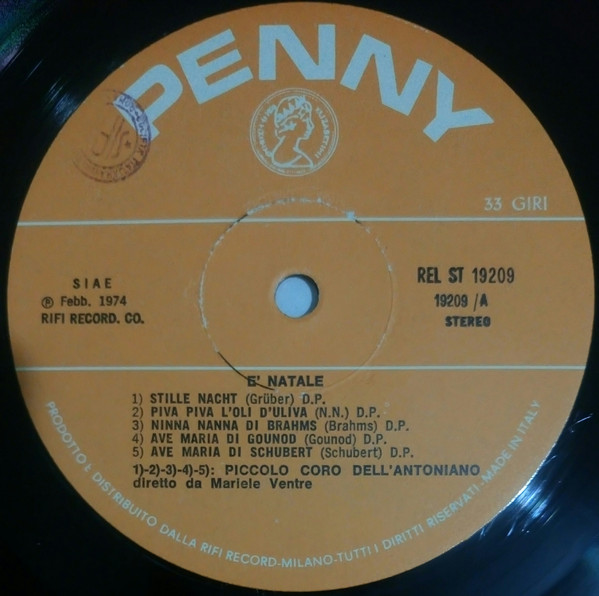 PENNY
33 GIRI
SIAE
℗ Febb. 1974
RIFI RECORD. CO.
REL ST 19209
19209 /A
STEREO
E' NATALE
1) STILLE NACHT (Grüber) D.P.
2) PIVA PIVA L'OLI D'ULIVA (N.N.) D.P.
3) NINNA NANNA DI BRAHMS (Brahms) D.P.
4) AVE MARIA DI GOUNOD (Gounod) D.P.
5) AVE MARIA DI SCHUBERT (Schubert) D.P.
1)-2)-3)-4)-5): PICCOLO CORO DELL'ANTONIANO
diretto da Mariele Ventre
PRODOTTO E DISTRIBUITO DALLA RIFI RECORD-MILANO-TUTTI I DIRITTI RISERVATI-MADE IN ITALY